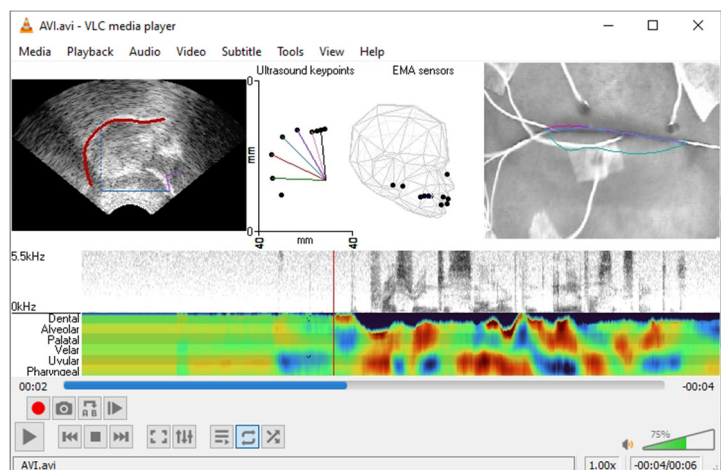 AVI.avi - VLC media player
Media Playback Audio Video Subtitle Tools View Help
Ultrasound keypoints EMA sensors
0
mm
40
40
mm
40
5.5kHz
0kHz
Dental
Alveolar
Palatal
Velar
Uvular
Pharyngeal
00:02 -00:04
A B
75%
AVI.avi 1.00x -00:04/00:06